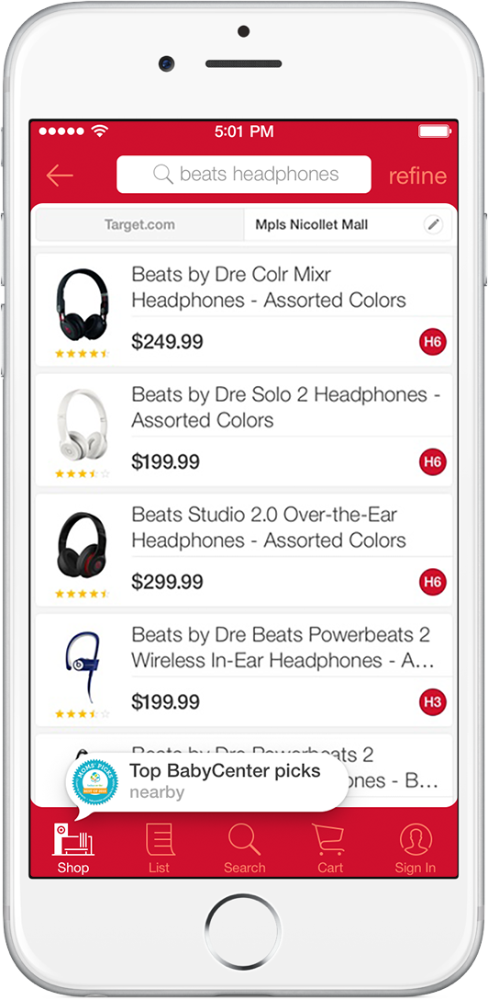 5:01 PM
beats headphones
refine
Target.com
Mpls Nicollet Mall
Beats by Dre Colr Mixr
Headphones - Assorted Colors
$249.99
H6
Beats by Dre Solo 2 Headphones -
Assorted Colors
$199.99
H6
Beats Studio 2.0 Over-the-Ear
Headphones - Assorted Colors
$299.99
H6
Beats by Dre Beats Powerbeats 2
Wireless In-Ear Headphones - A...
$199.99
H3
Beats by Dre Powerbeats 2
ones - B...
MOMS' PICKS
Top BabyCenter picks
nearby
Shop
List
Search
Cart
Sign In